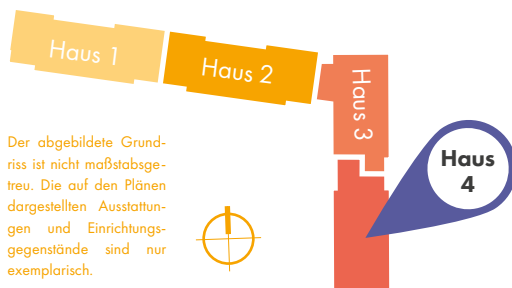 Haus 1
Haus 2
Haus 3
Haus
4
Der abgebildete Grund-
riss ist nicht maßstabsge-
treu. Die auf den Plänen
dargestellten Ausstattun-
gen und Einrichtungs-
gegenstände sind nur
exemplarisch.